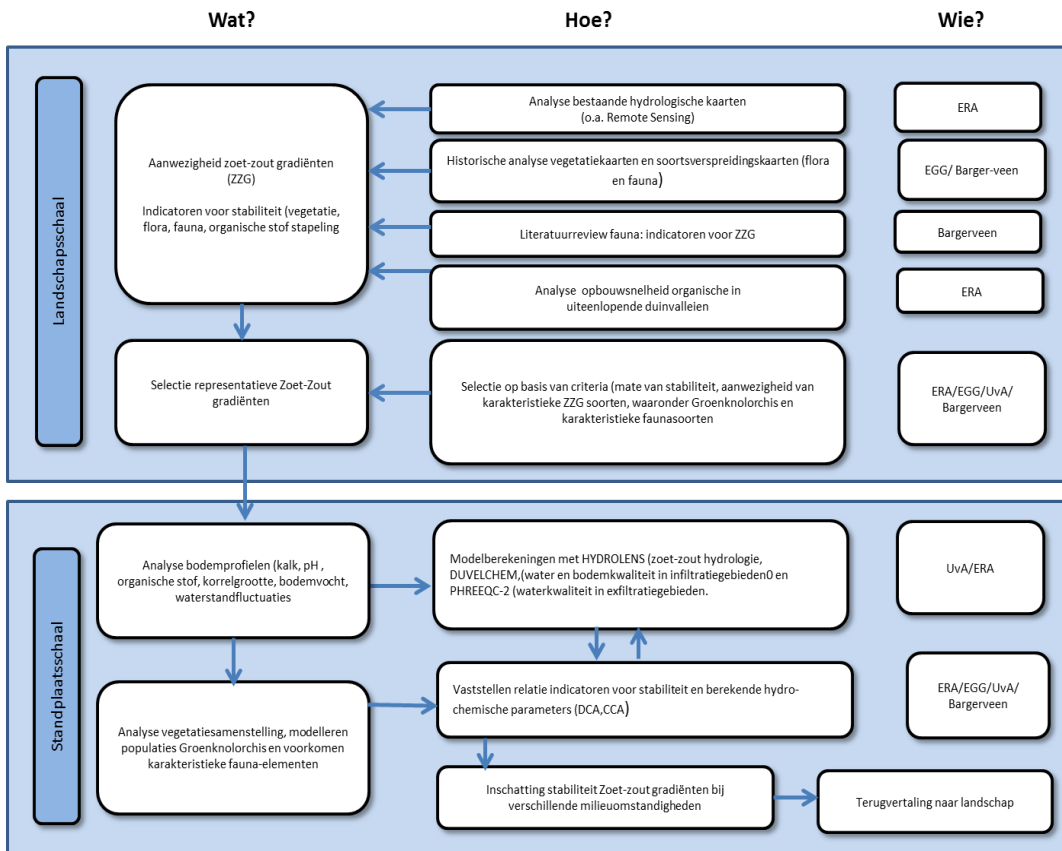 Wat?
Hoe?
Wie?
Landschapsschaal
Aanwezigheid zoet-zout gradiënten
(ZZG)
Indicatoren voor stabiliteit (vegetatie,
flora, fauna, organische stof stapeling
Analyse bestaande hydrologische kaarten
(o.a. Remote Sensing)
ERA
Historische analyse vegetatiekaarten en soortsverspreidingskaarten (flora
en fauna)
EGG/ Barger-veen
Literatuurreview fauna: indicatoren voor ZZG
Bargerveen
Analyse opbouwsnelheid organische in
uiteenlopende duinvalleien
ERA
Selectie representatieve Zoet-Zout
gradiënten
Selectie op basis van criteria (mate van stabiliteit, aanwezigheid van
karakteristieke ZZG soorten, waaronder Groenknolorchis en
karakteristieke faunasoorten
ERA/EGG/UvA/
Bargerveen
Standplaatsschaal
Analyse bodemprofielen (kalk, pH ,
organische stof, korrelgrootte, bodemvocht,
waterstandfluctuaties
Modelberekeningen met HYDROLENS (zoet-zout hydrologie,
DUVELCHEM,(water en bodemkwaliteit in infiltratiegebieden0 en
PHREEQC-2 (waterkwaliteit in exfiltratiegebieden.
UvA/ERA
Analyse vegetatiesamenstelling, modelleren
populaties Groenknolorchis en voorkomen
karakteristieke fauna-elementen
Vaststellen relatie indicatoren voor stabiliteit en berekende hydro-
chemische parameters (DCA,CCA)
ERA/EGG/UvA/
Bargerveen
Inschatting stabiliteit Zoet-zout gradiënten bij
verschillende milieuomstandigheden
Terugvertaling naar landschap